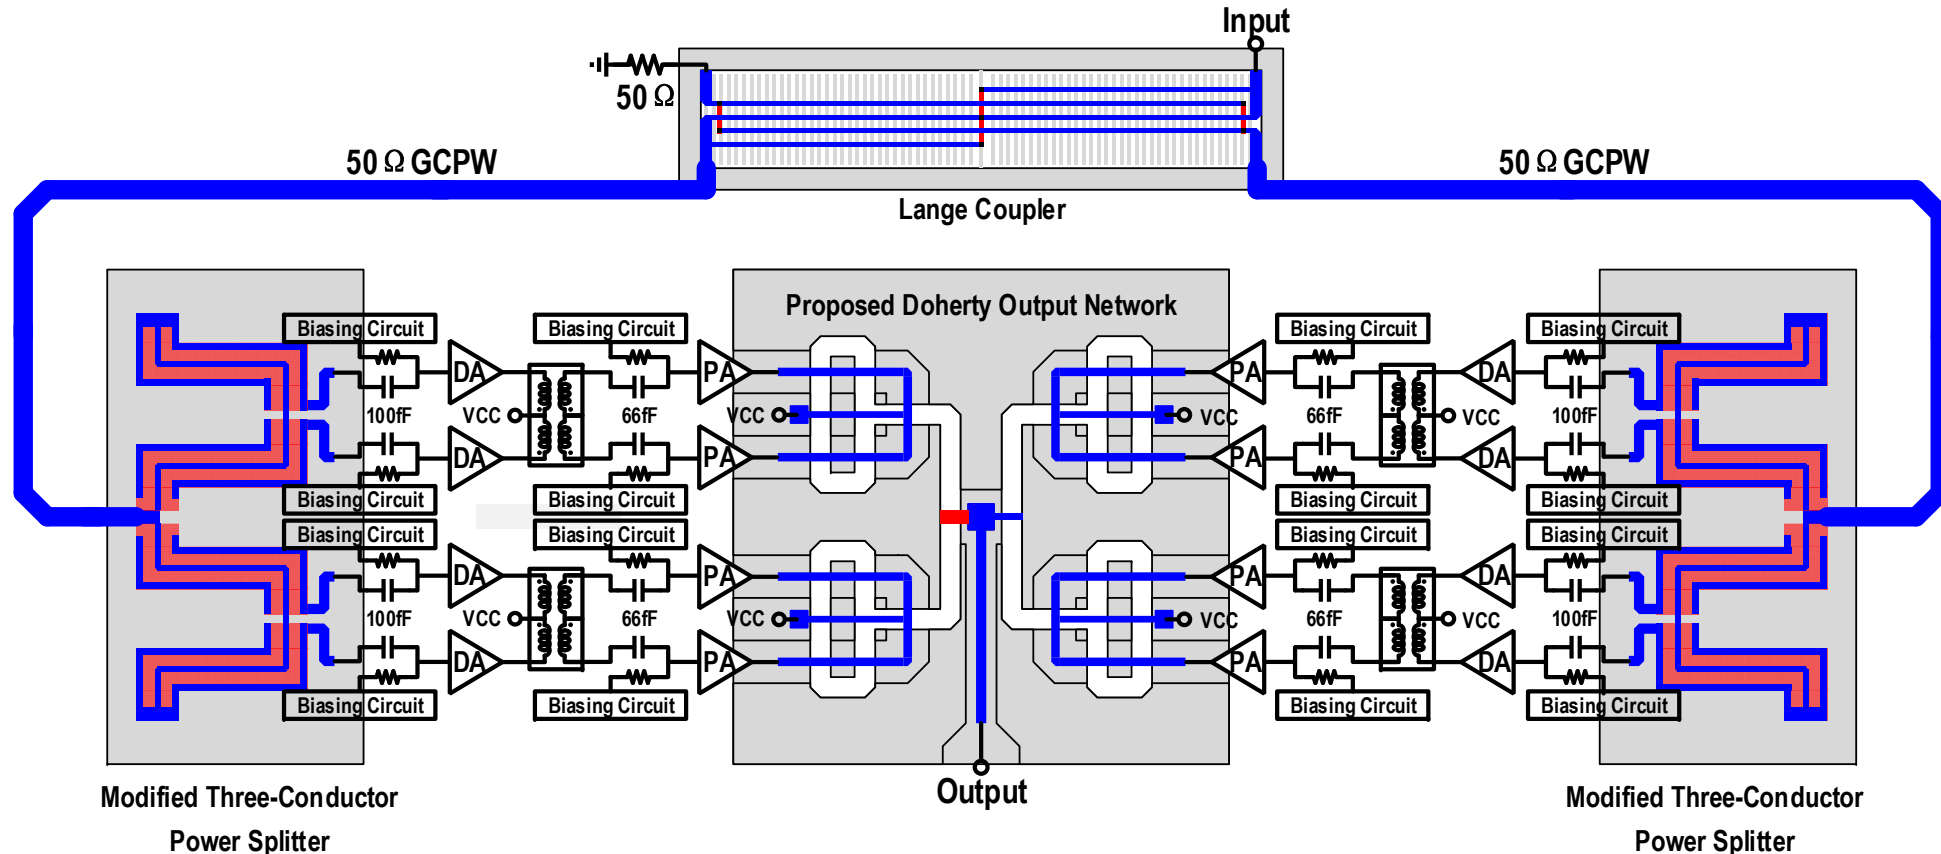 Input
50 Ω
50 Ω GCPW
50 Ω GCPW
Lange Coupler
Proposed Doherty Output Network
Biasing Circuit
Biasing Circuit
Biasing Circuit
Biasing Circuit
DA
PA
PA
DA
100fF
VCC
66fF
VCC
VCC
66fF
VCC
100fF
DA
PA
PA
DA
Biasing Circuit
Biasing Circuit
Biasing Circuit
Biasing Circuit
Biasing Circuit
Biasing Circuit
Biasing Circuit
Biasing Circuit
DA
PA
PA
DA
100fF
VCC
66fF
VCC
VCC
66fF
VCC
100fF
DA
PA
PA
DA
Biasing Circuit
Biasing Circuit
Biasing Circuit
Biasing Circuit
Output
Modified Three-Conductor
Power Splitter
Modified Three-Conductor
Power Splitter